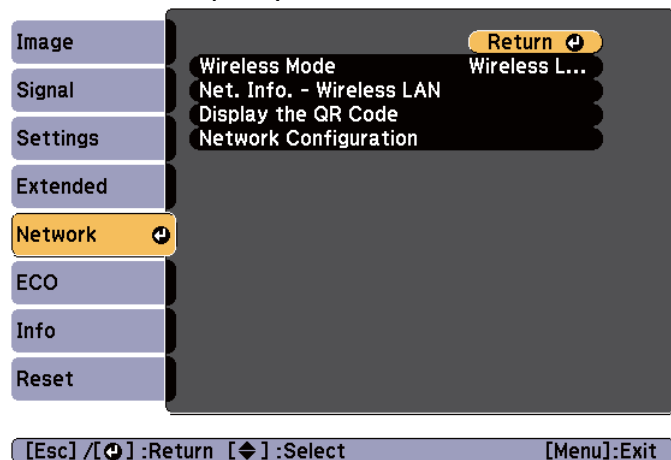 Image
Signal
Settings
Extended
Network
ECO
Info
Reset
Return
Wireless Mode Wireless L...
Net. Info. - Wireless LAN
Display the QR Code
Network Configuration
[Esc] /[ ] :Return [ ] :Select [Menu]:Exit